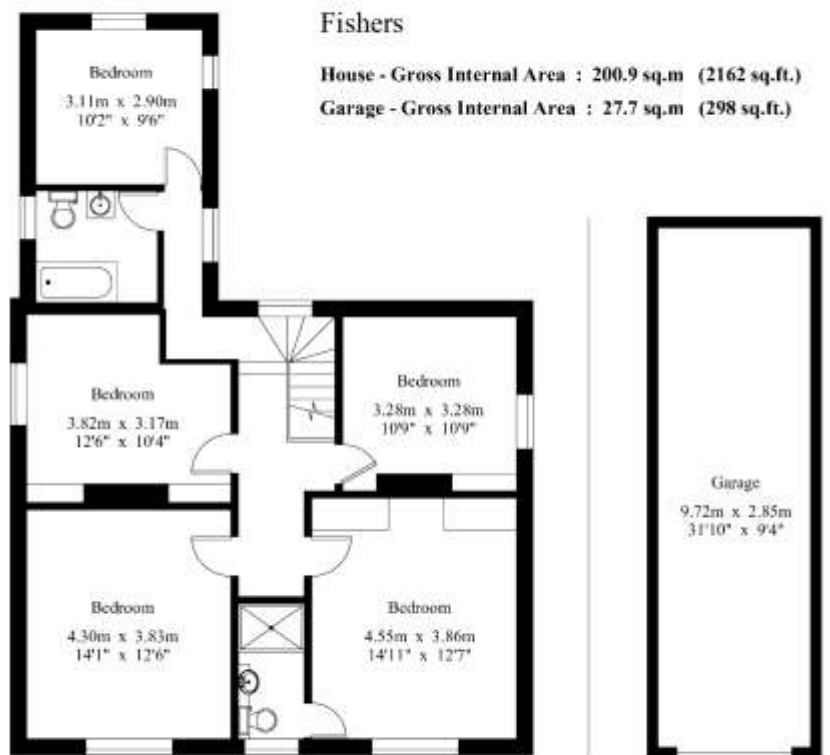 Fishers
House - Gross Internal Area : 200.9 sq.m (2162 sq.ft.)
Garage - Gross Internal Area : 27.7 sq.m (298 sq.ft.)
Bedroom
3.11m x 2.90m
10'2" x 9'6"
Bedroom
3.82m x 3.17m
12'6" x 10'4"
Bedroom
3.28m x 3.28m
10'9" x 10'9"
Bedroom
4.30m x 3.83m
14'1" x 12'6"
Bedroom
4.55m x 3.86m
14'11" x 12'7"
Garage
9.72m x 2.85m
31'10" x 9'4"